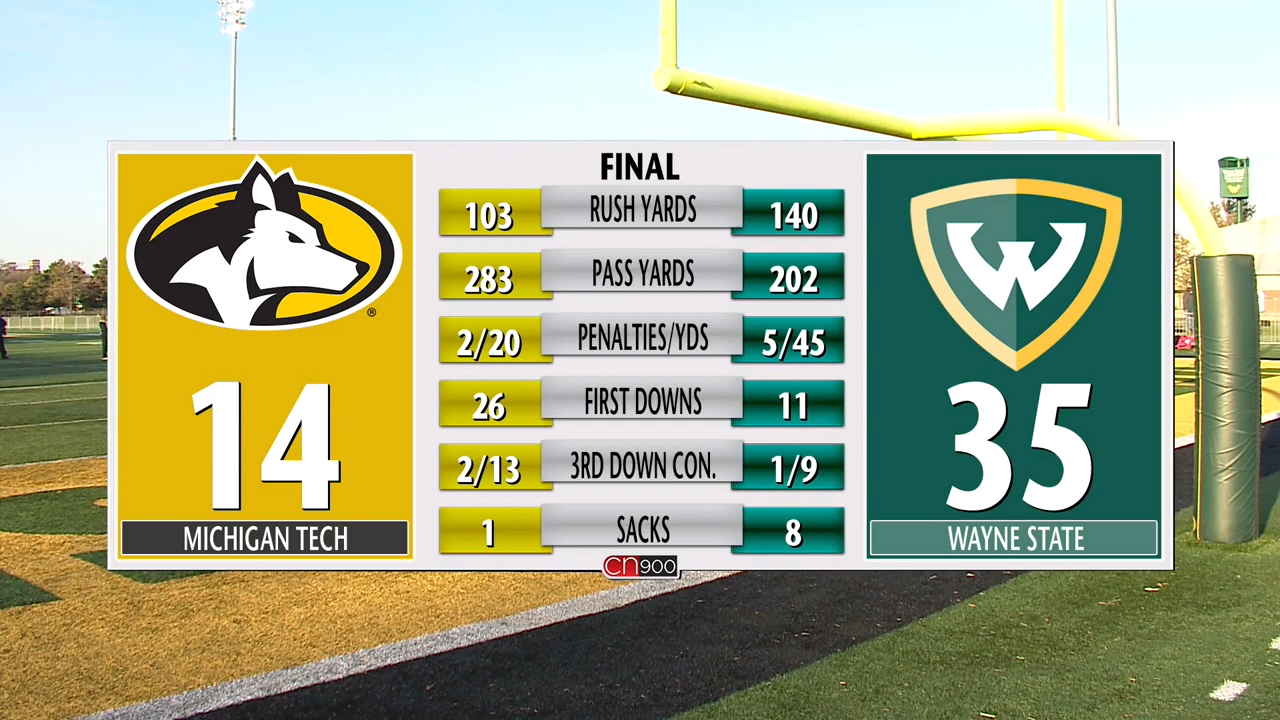 FINAL
103 RUSH YARDS 140
283 PASS YARDS 202
2/20 PENALTIES/YDS 5/45
26 FIRST DOWNS 11
2/13 3RD DOWN CON. 1/9
1 SACKS 8
14
MICHIGAN TECH
®
W
35
WAYNE STATE
cn900